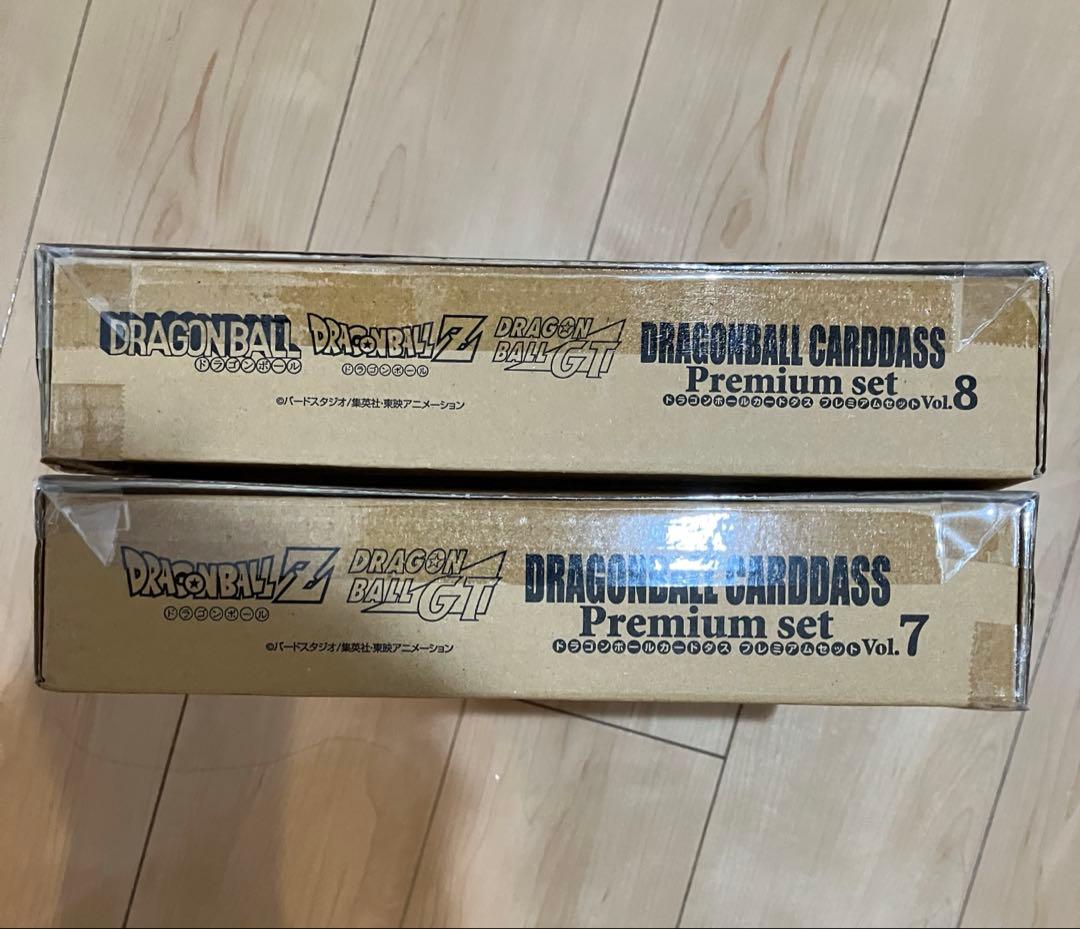 DRAGONBALL
ドラゴンボール
DRAGONBALL Z
ドラゴンボール
DRAGON
BALL GT
DRAGONBALL CARDDASS
Premium set
ドラゴンボールカードダス プレミアムセット Vol.8
©バードスタジオ/集英社・東映アニメーション
DRAGONBALL Z
ドラゴンボール
DRAGON
BALL GT
DRAGONBALL CARDDASS
Premium set
ドラゴンボールカードダス プレミアムセット Vol.7
©バードスタジオ/集英社・東映アニメーション